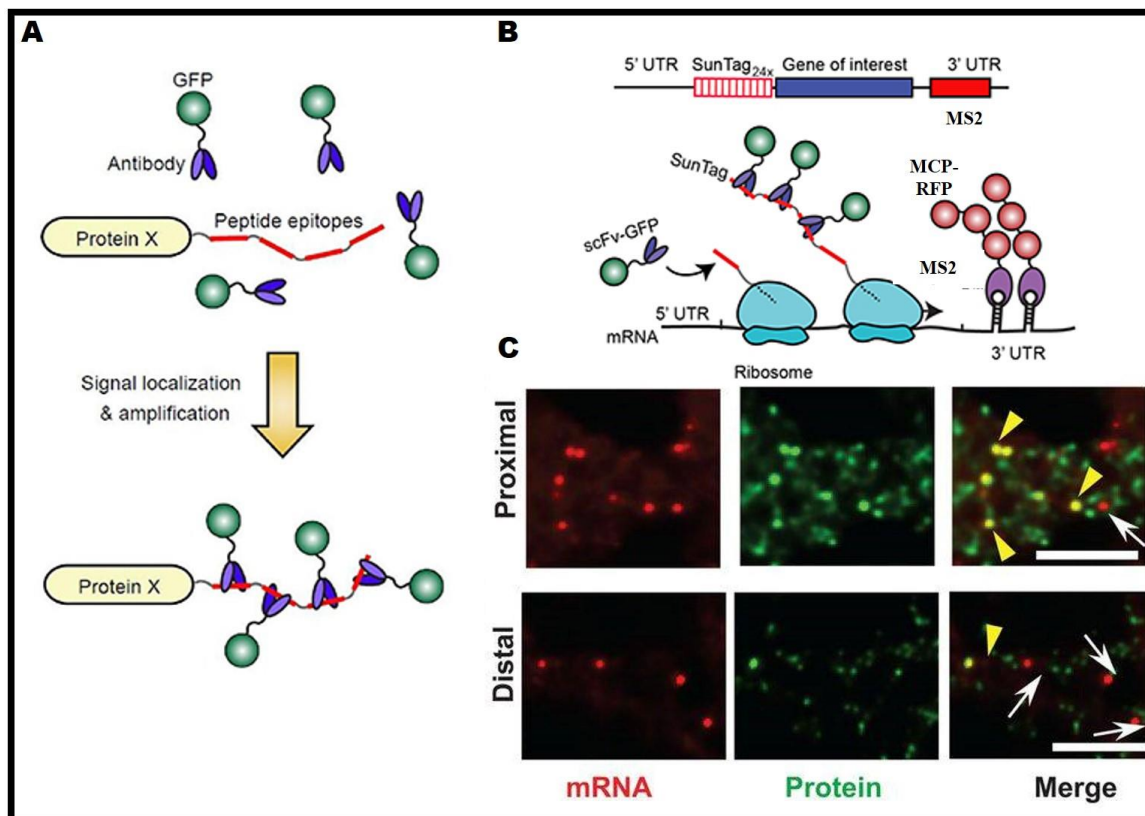 A
GFP
Antibody
Peptide epitopes
Protein X
Signal localization
& amplification
Protein X
B
5' UTR
SunTag24x
Gene of interest
3' UTR
MS2
SunTag
MCP-
RFP
scFv-GFP
MS2
5' UTR
mRNA
3' UTR
Ribosome
C
Proximal
Distal
mRNA
Protein
Merge